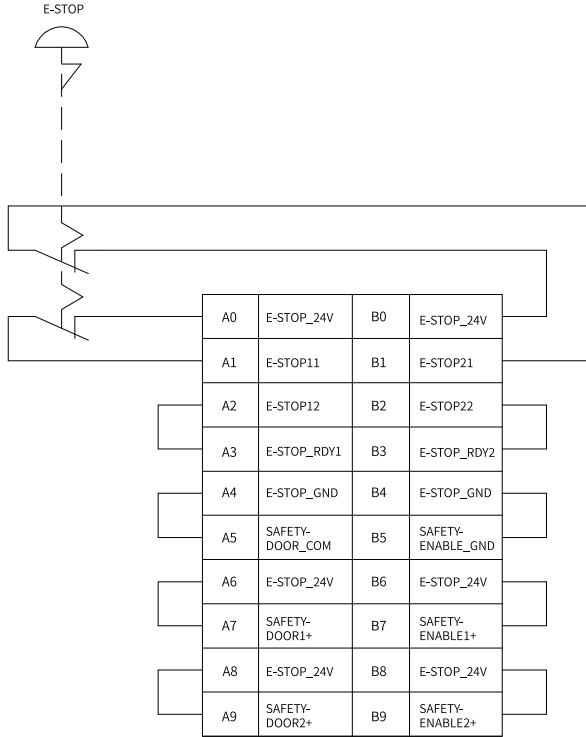 E-STOP
A0 E-STOP_24V B0 E-STOP_24V
A1 E-STOP11 B1 E-STOP21
A2 E-STOP12 B2 E-STOP22
A3 E-STOP_RDY1 B3 E-STOP_RDY2
A4 E-STOP_GND B4 E-STOP_GND
A5 SAFETY-
DOOR_COM B5 SAFETY-
ENABLE_GND
A6 E-STOP_24V B6 E-STOP_24V
A7 SAFETY-
DOOR1+ B7 SAFETY-
ENABLE1+
A8 E-STOP_24V B8 E-STOP_24V
A9 SAFETY-
DOOR2+ B9 SAFETY-
ENABLE2+